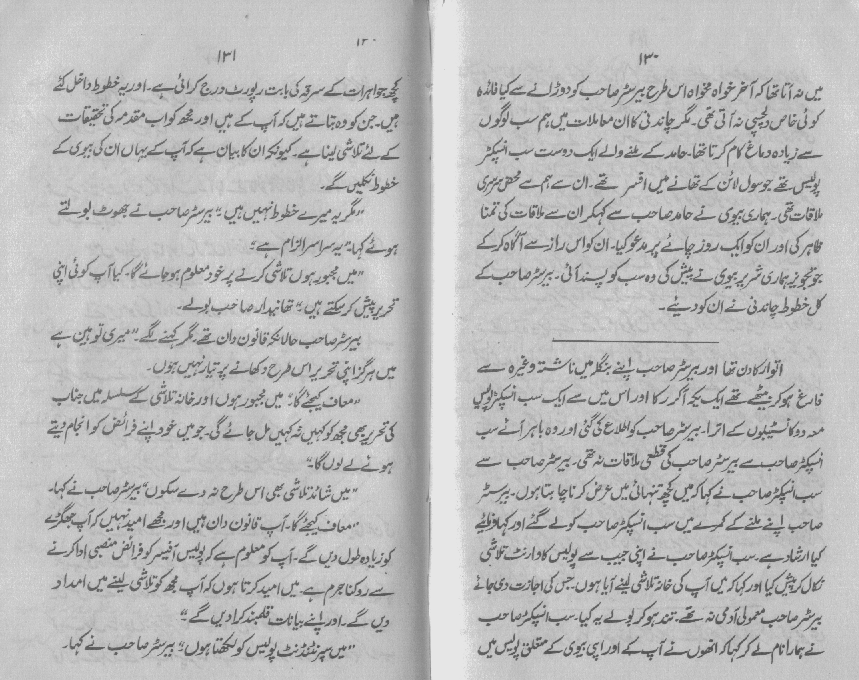 ۱۳۰
میں نہ آتا تھا کہ آخر خواہ مخواہ اس طرح بیرسٹر صاحب کو دوڑانے سے کیا فائدہ
کوئی خاص دلچسپی نہ آتی تھی۔ مگر چاندنی کا ان معاملات میں ہم سب لوگوں
سے زیادہ دماغ کام کرتا تھا۔ حامد کے ملنے والے ایک دوست سب انسپکٹر
پولیس تھے جو سول لائن کے تھانے میں افسر تھے۔ ان سے ہم سے محض سرسری
ملاقات تھی۔ ہماری بیوی نے حامد صاحب سے کہکر ان سے ملاقات کی تمنا
ظاہر کی اور ان کو ایک روز چائے پر مدعو کیا۔ ان کو اس راز سے آگاہ کر کے
جو تجویز ہماری شریر بیوی نے پیش کی وہ سب کو پسند آئی۔ بیرسٹر صاحب کے
کل خطوط چاندنی نے ان کو دیئے۔
اتوار کا دن تھا اور بیرسٹر صاحب اپنے بنگلہ میں ناشتہ وغیرہ سے
فارغ ہو کر بیٹھے تھے ایک یکہ آکر رکا اور اس میں سے ایک سب انسپکٹر پولیس
معہ دو کانسٹیبلوں کے اترا۔ بیرسٹر صاحب کو اطلاع کی گئی اور وہ باہر آئے سب
انسپکٹر صاحب سے بیرسٹر صاحب کی قطعی ملاقات نہ تھی۔ بیرسٹر صاحب سے
سب انسپکٹر صاحب نے کہا کہ میں کچھ تنہائی میں عرض کرنا چاہتا ہوں۔ بیرسٹر
صاحب اپنے ملنے کے کمرے میں سب انسپکٹر صاحب کو لے گئے اور کہا فرمائیے
کیا ارشاد ہے۔ سب انسپکٹر صاحب نے اپنی جیب سے پولیس کا وارنٹ تلاشی
نکال کر پیش کیا اور کہا کہ میں آپ کی خانہ تلاشی لینے آیا ہوں۔ جس کی اجازت دی جائے
بیرسٹر صاحب معمولی آدمی نہ تھے۔ تند ہو کر بولے یہ کیا۔ سب انسپکٹر صاحب
نے ہمارا نام لے کر کہا کہ انھوں نے آپ کے اور اپنی بیوی کے متعلق پولیس میں
۱۳۰
۱۳۱
کچھ جواہرات کے سرقہ کی بابت رپورٹ درج کرائی ہے۔ اور یہ خطوط داخل کئے
ہیں۔ جن کو وہ بتاتے ہیں کہ آپ کے ہیں اور مجھ کو اب مقدمہ کی تحقیقات
کے لئے تلاشی لینا ہے۔ کیونکہ ان کا بیان ہے کہ آپ کے یہاں ان کی بیوی کے
خطوط نکلیں گے۔
"مگر یہ میرے خطوط نہیں ہیں"، بیرسٹر صاحب نے جھوٹ بولتے
ہوئے کہا "یہ سراسر الزام ہے"
"میں مجبور ہوں تلاشی کرنے پر خود معلوم ہو جائے گا۔ کیا آپ کوئی اپنی
تحریر پیش کر سکتے ہیں"، تھانیدار صاحب بولے۔
بیرسٹر صاحب حالانکہ قانون دان تھے، مگر کہنے لگے۔ "میری توہین ہے
میں ہرگز اپنی تحریر اس طرح دکھانے پر تیار نہیں ہوں۔
"معاف کیجئے گا۔" میں مجبور ہوں اور خانہ تلاشی کے سلسلہ میں جناب
کی تحریر بھی مجھ کو کہیں نہ کہیں مل جائے گی۔ جو میں خود اپنے فرائض کو انجام دیتے
ہوئے لے لوں گا۔"
"میں شائد تلاشی بھی اس طرح نہ دے سکوں" بیرسٹر صاحب نے کہا۔
"معاف کیجئے گا۔ آپ قانون دان ہیں اور مجھے امید نہیں کہ آپ جھگڑے
کو زیادہ طول دیں گے۔ آپ کو معلوم ہے کہ پولیس آفیسر کو فرائض منصبی ادا کرنے
سے روکنا جرم ہے۔ میں امید کرتا ہوں کہ آپ مجھ کو تلاشی لینے میں امداد
دیں گے۔ اور اپنے بیانات قلمبند کرا دیں گے۔"
"میں سپرنٹنڈنٹ پولیس کو لکھتا ہوں"، بیرسٹر صاحب نے کہا۔